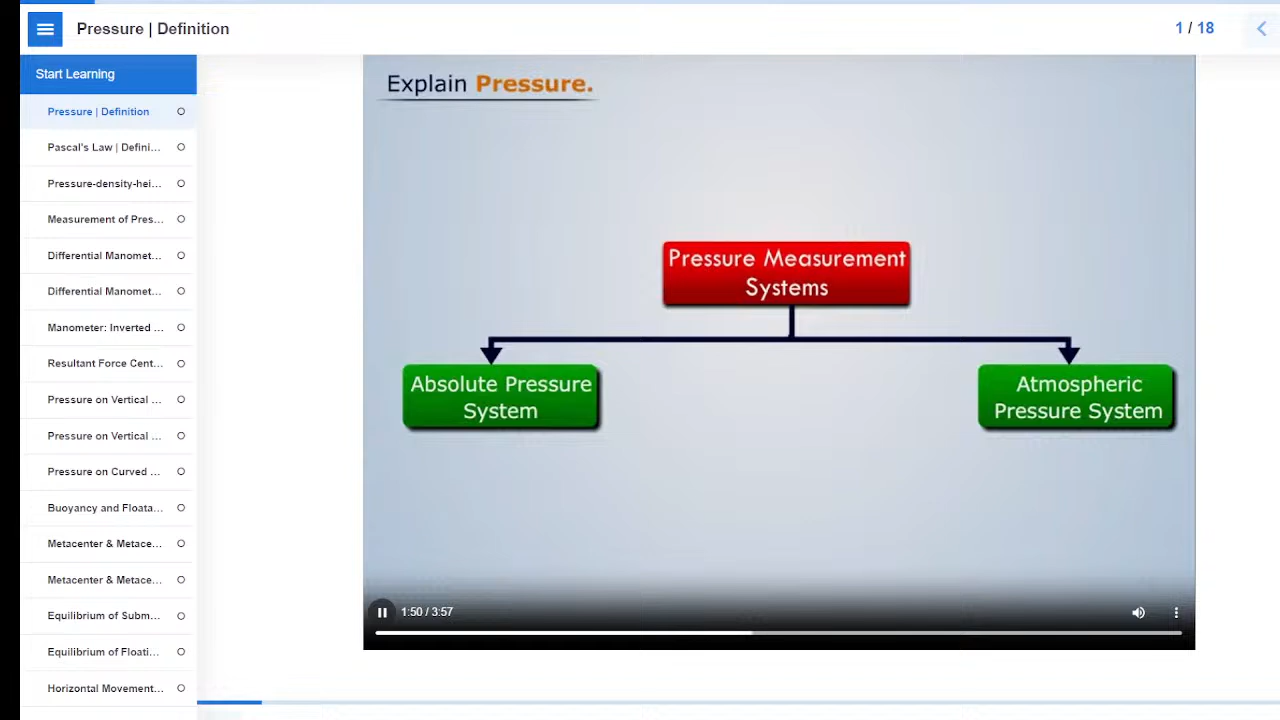 Pressure | Definition
1 / 18
Start Learning
Pressure | Definition
Pascal's Law | Defini...
Pressure-density-hei...
Measurement of Pres...
Differential Manomet...
Differential Manomet...
Manometer: Inverted ...
Resultant Force Cent...
Pressure on Vertical ...
Pressure on Vertical ...
Pressure on Curved ...
Buoyancy and Floata...
Metacenter & Metace...
Metacenter & Metace...
Equilibrium of Subm...
Equilibrium of Floati...
Horizontal Movement...
Explain Pressure.
Pressure Measurement
Systems
Absolute Pressure
System
Atmospheric
Pressure System
1:50 / 3:57